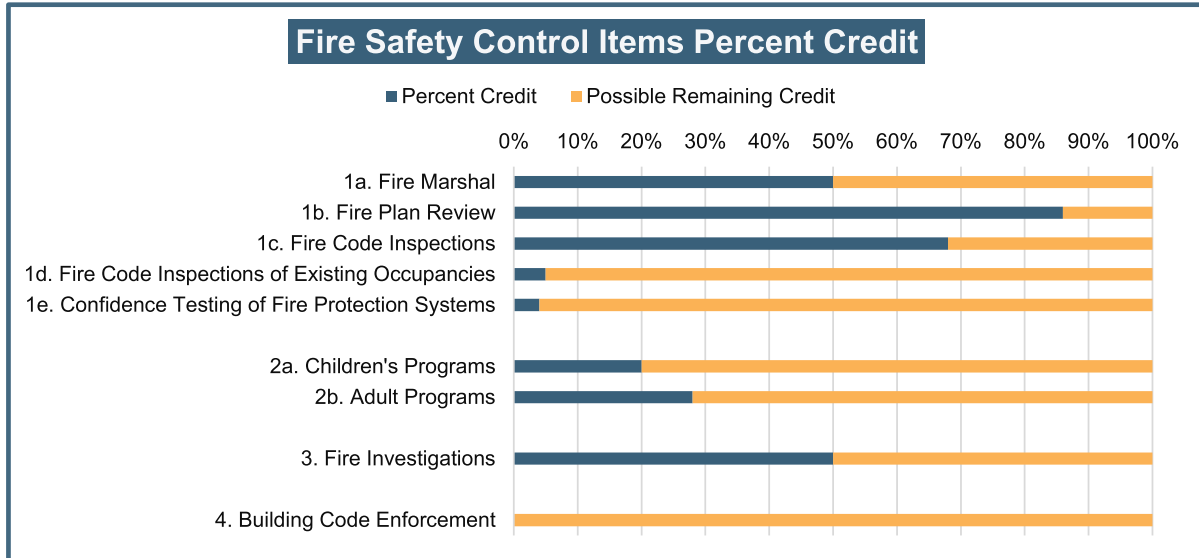 Fire Safety Control Items Percent Credit
Percent Credit Possible Remaining Credit
0% 10% 20% 30% 40% 50% 60% 70% 80% 90% 100%
1a. Fire Marshal
1b. Fire Plan Review
1c. Fire Code Inspections
1d. Fire Code Inspections of Existing Occupancies
1e. Confidence Testing of Fire Protection Systems
2a. Children's Programs
2b. Adult Programs
3. Fire Investigations
4. Building Code Enforcement